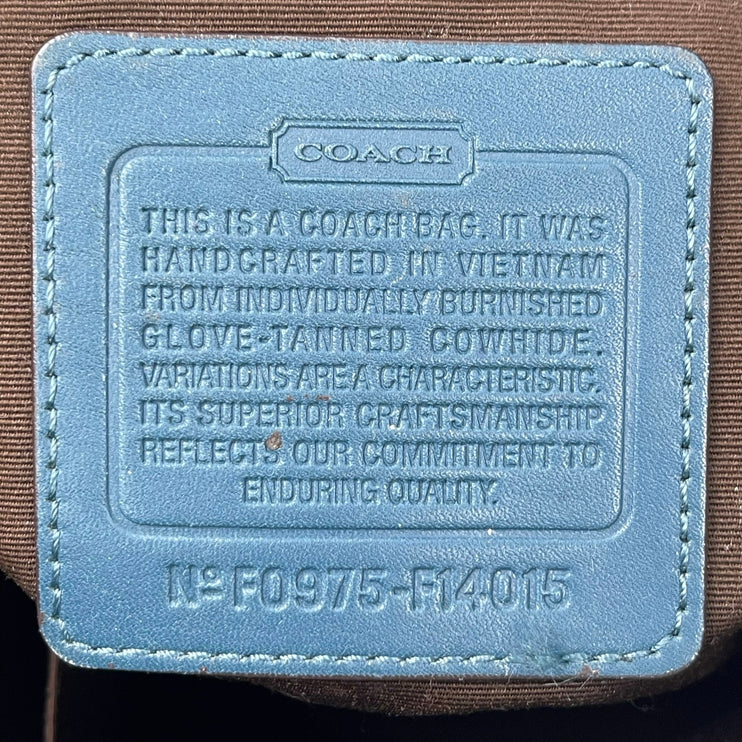 COACH
THIS IS A COACH BAG. IT WAS
HANDCRAFTED IN VIETNAM
FROM INDIVIDUALLY BURNISHED
GLOVE-TANNED COWHIDE.
VARIATIONS ARE A CHARACTERISTIC.
ITS SUPERIOR CRAFTSMANSHIP
REFLECTS OUR COMMITMENT TO
ENDURING QUALITY.
Nº F0975-F14015